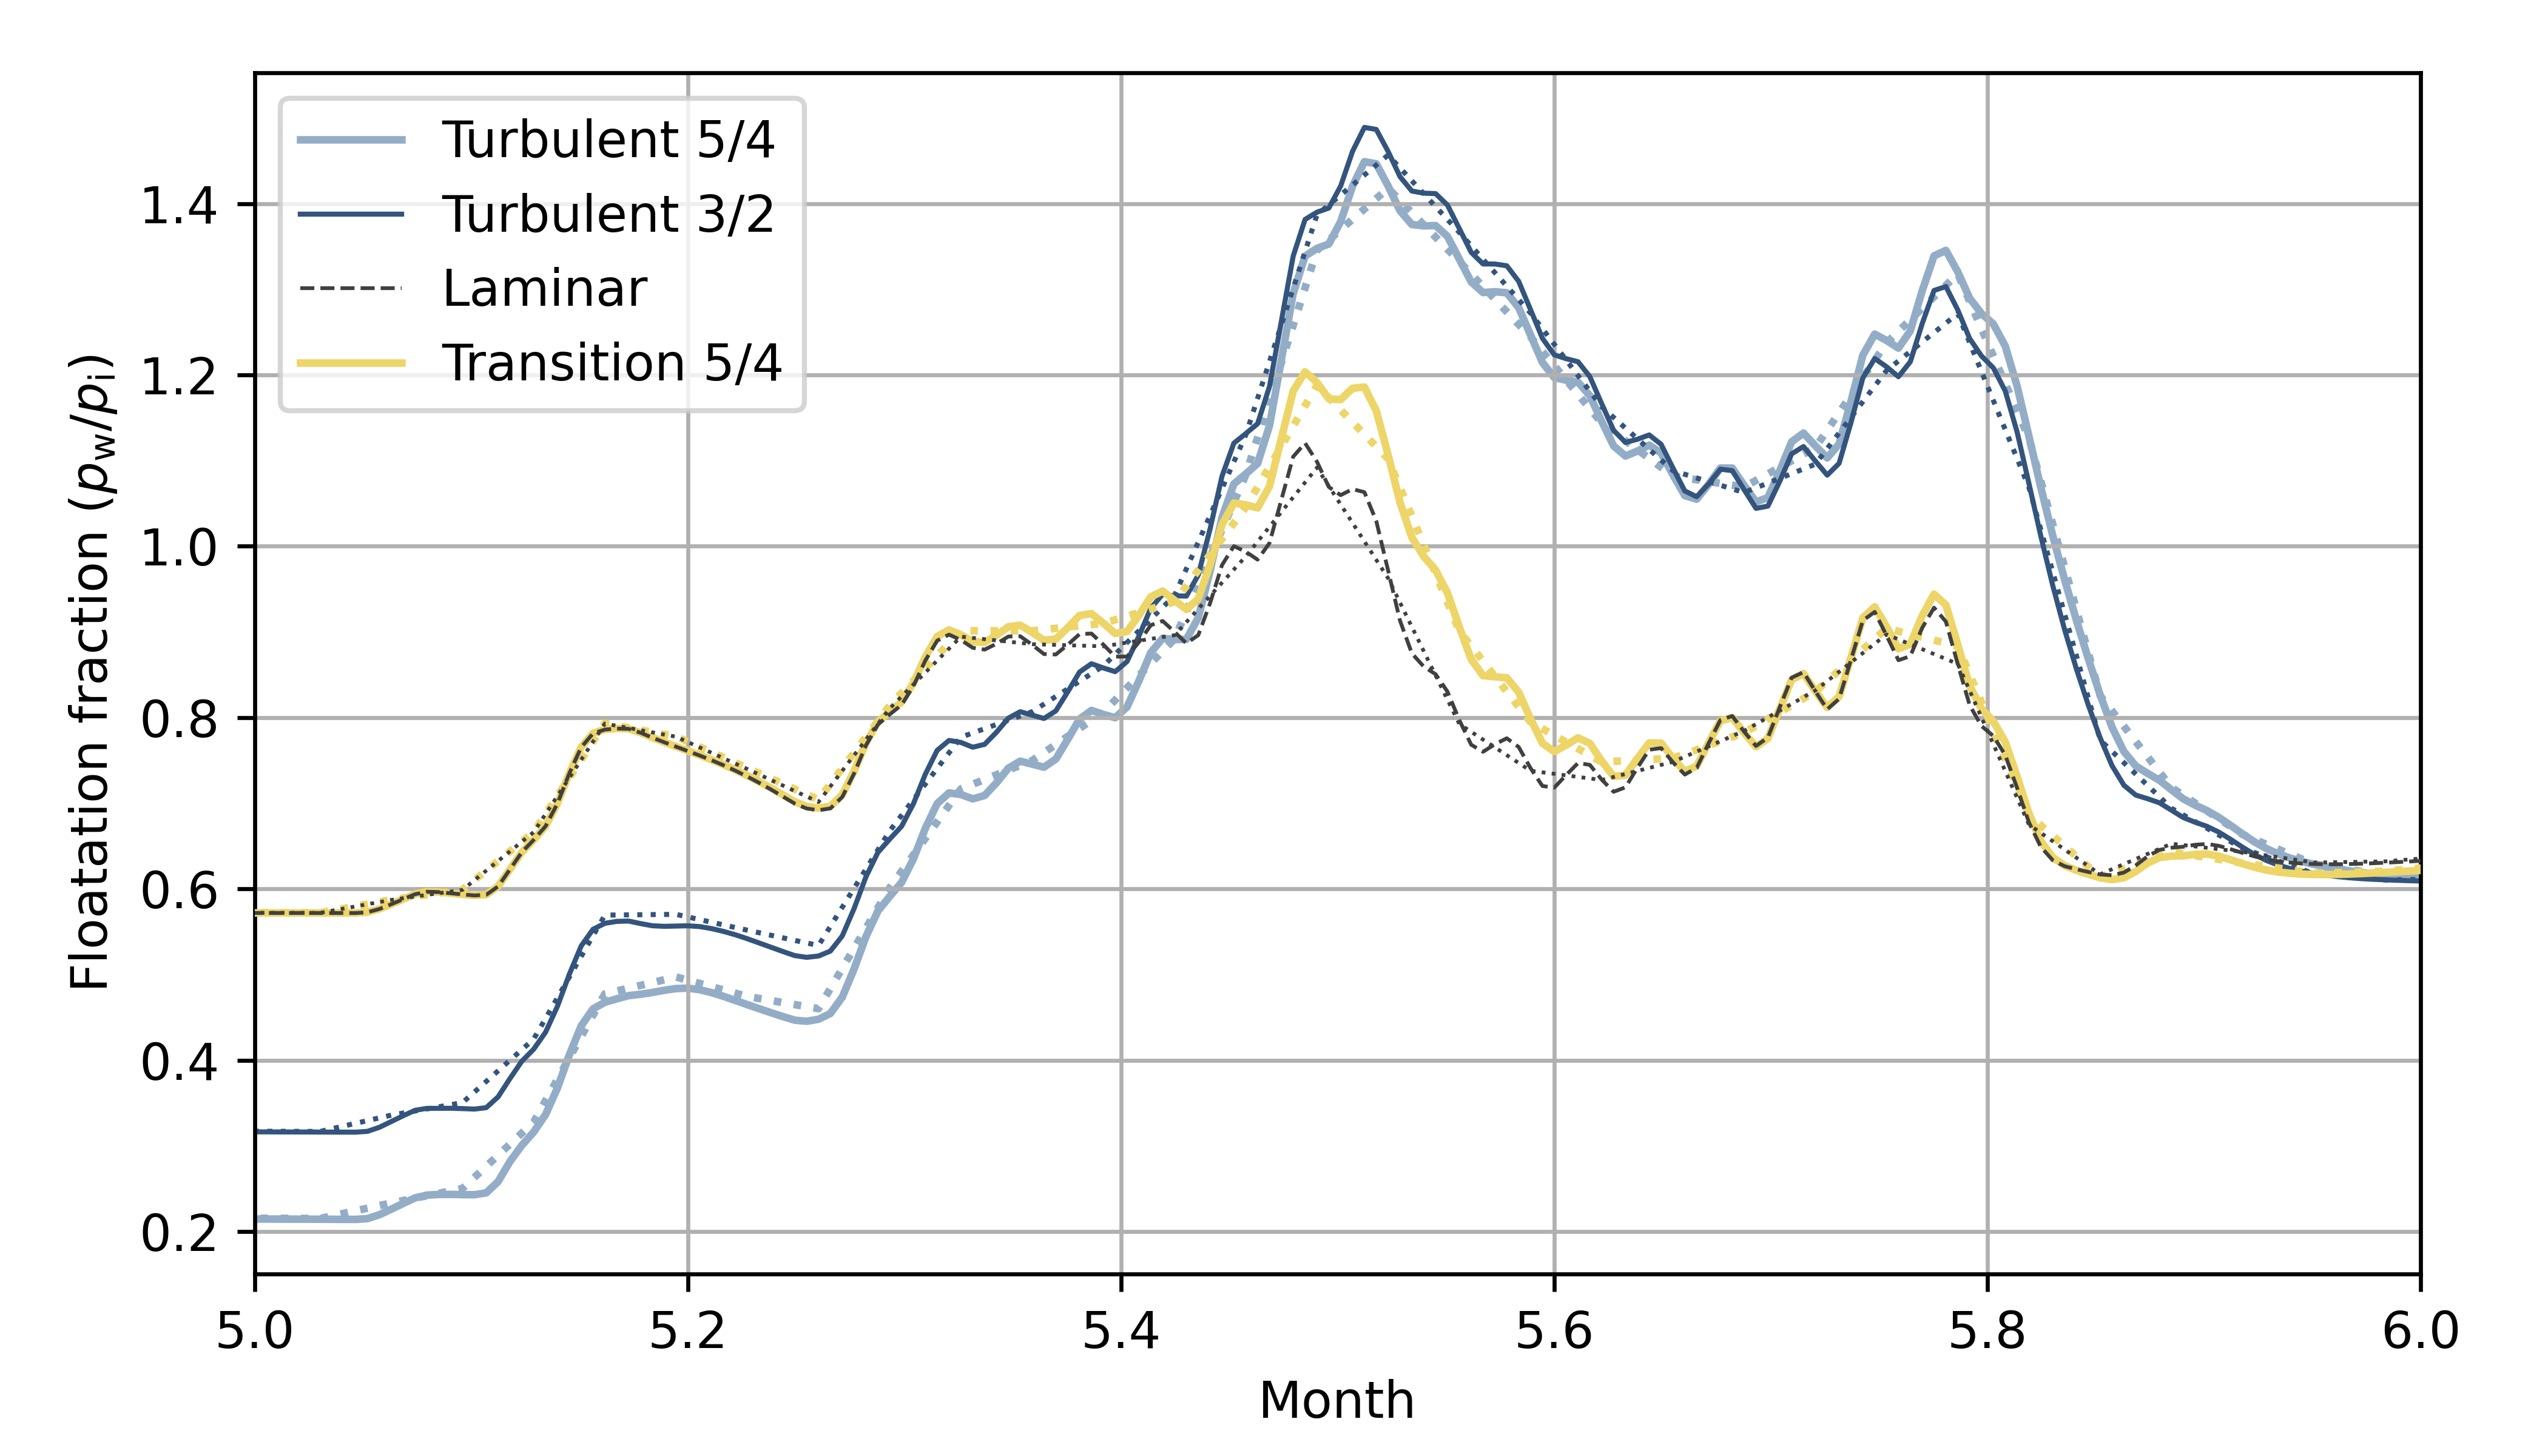 Turbulent 5/4
Turbulent 3/2
Laminar
Transition 5/4
Floatation fraction (pw/pi)
1.4
1.2
1.0
0.8
0.6
0.4
0.2
5.0 5.2 5.4 5.6 5.8 6.0
Month